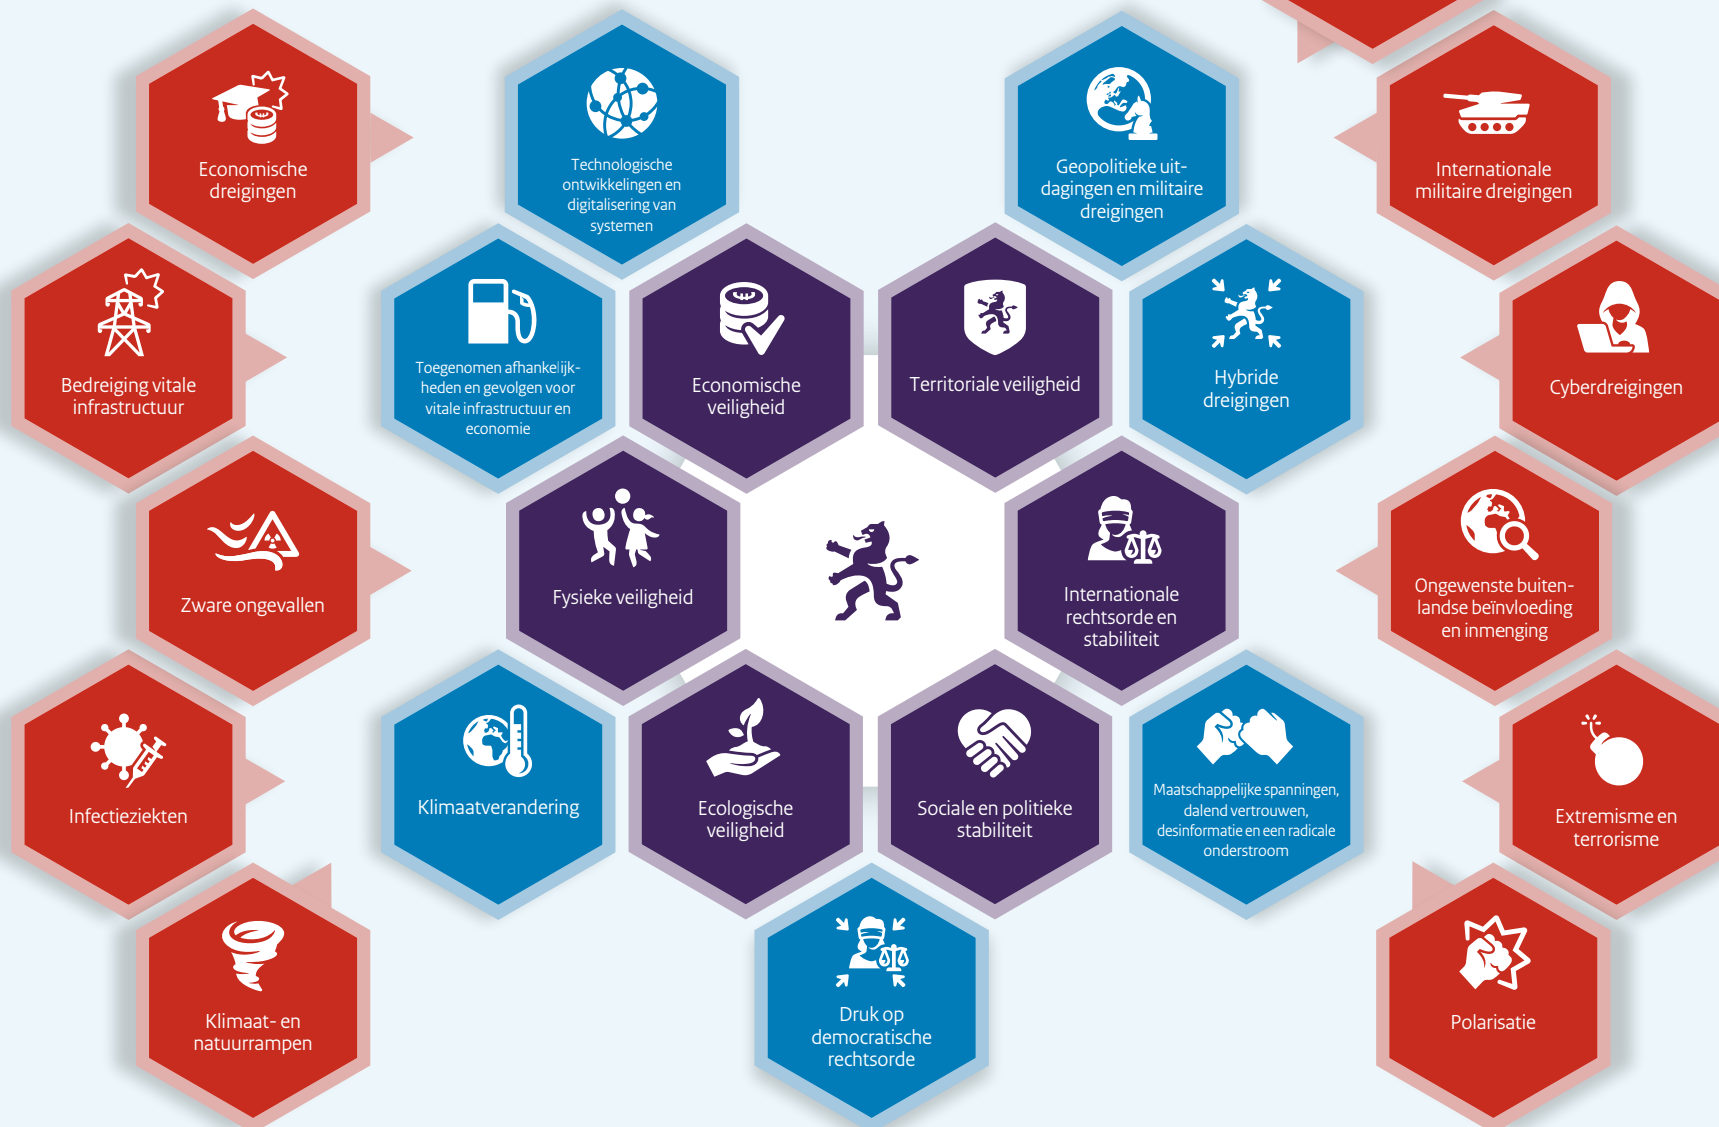 Economische
dreigingen
Technologische
ontwikkelingen en
digitalisering van
systemen
Geopolitieke uit-
dagingen en militaire
dreigingen
Internationale
militaire dreigingen
Bedreiging vitale
infrastructuur
Toegenomen afhankelijk-
heden en gevolgen voor
vitale infrastructuur en
economie
Economische
veiligheid
Territoriale veiligheid
Hybride
dreigingen
Cyberdreigingen
Zware ongevallen
Fysieke veiligheid
Internationale
rechtsorde en
stabiliteit
Ongewenste buiten-
landse beïnvloeding
en inmenging
Infectieziekten
Klimaatverandering
Ecologische
veiligheid
Sociale en politieke
stabiliteit
Maatschappelijke spanningen,
dalend vertrouwen,
desinformatie en een radicale
onderstroom
Extremisme en
terrorisme
Klimaat- en
natuurrampen
Druk op
democratische
rechtsorde
Polarisatie